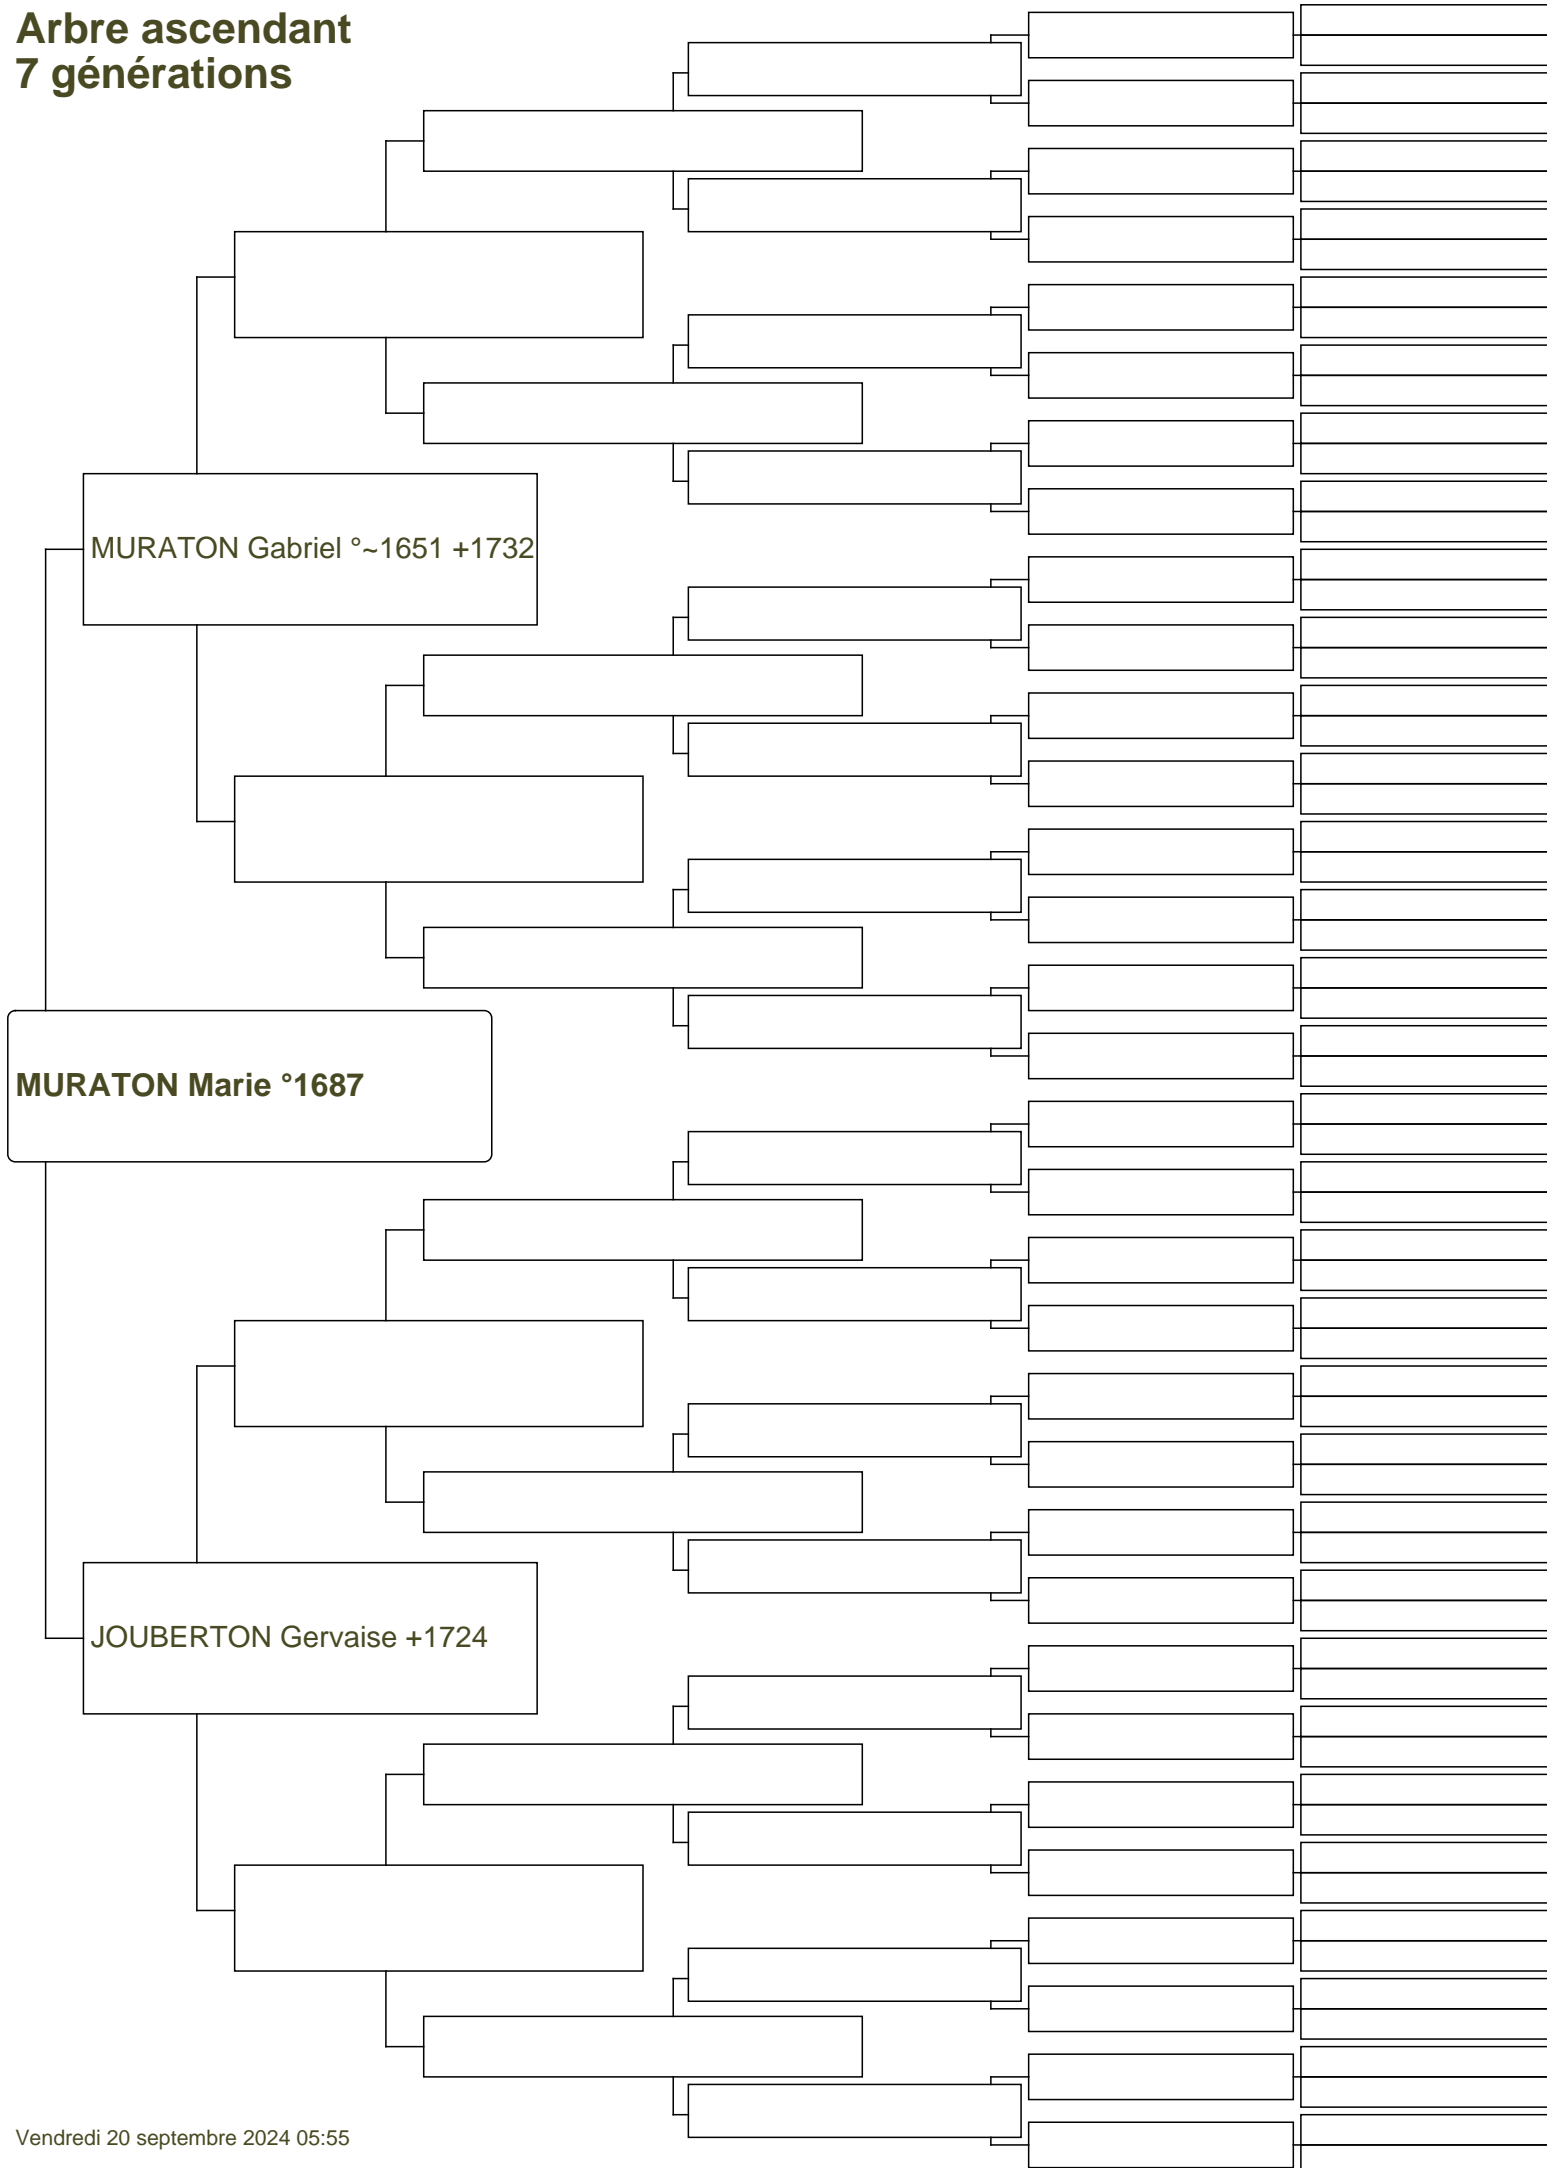 Arbre ascendant
7 générations
MURATON Gabriel °~1651 +1732
MURATON Marie °1687
JOUBERTON Gervaise +1724
Vendredi 20 septembre 2024 05:55